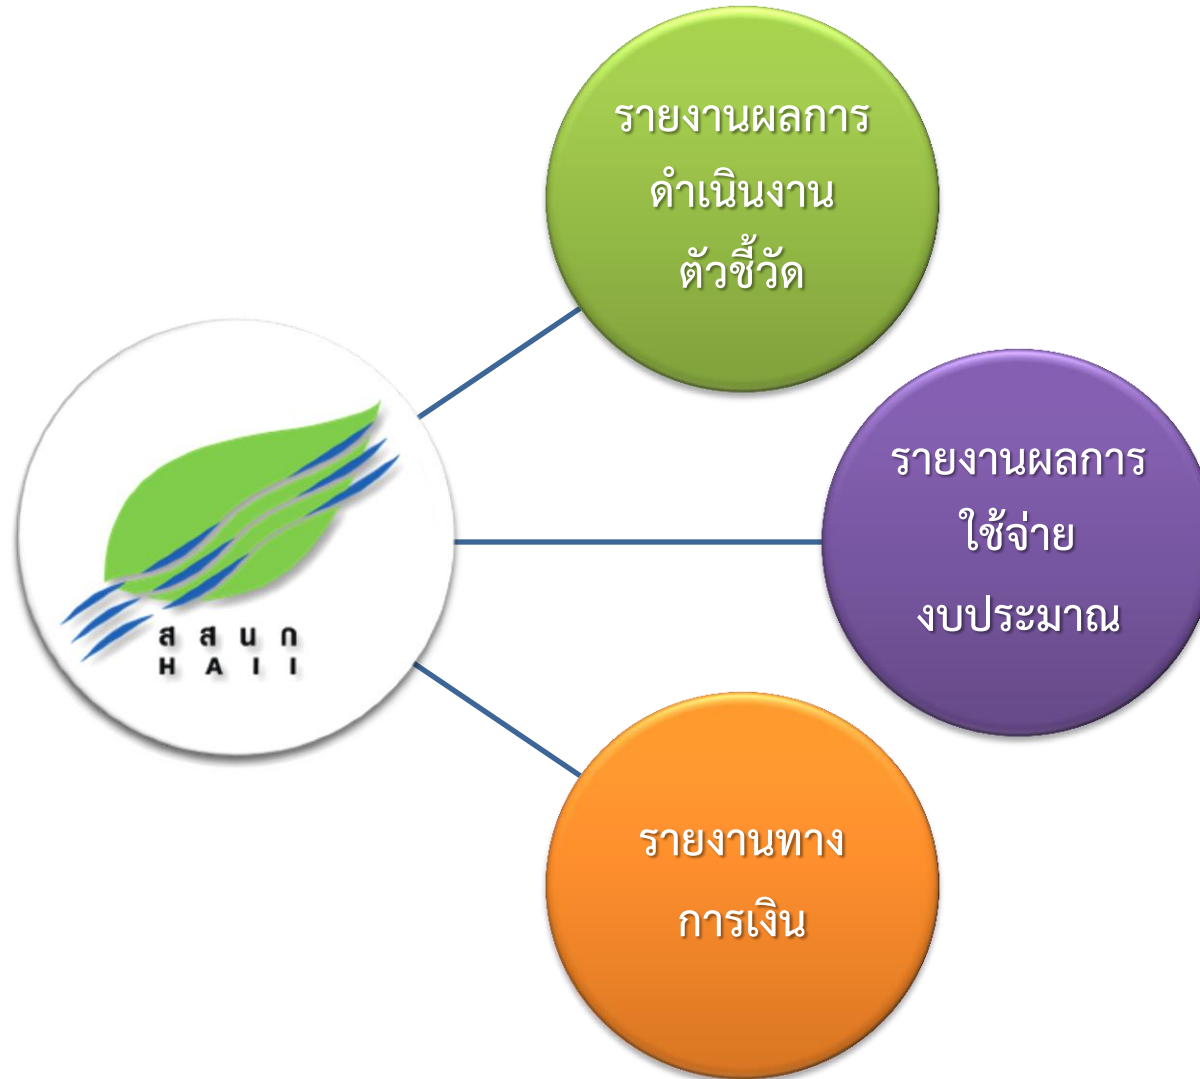 รายงานผลการ
ดำเนินงาน
ตัวชี้วัด
รายงานผลการ
ใช้จ่าย
งบประมาณ
ส ส น ก
H A I I
รายงานทาง
การเงิน